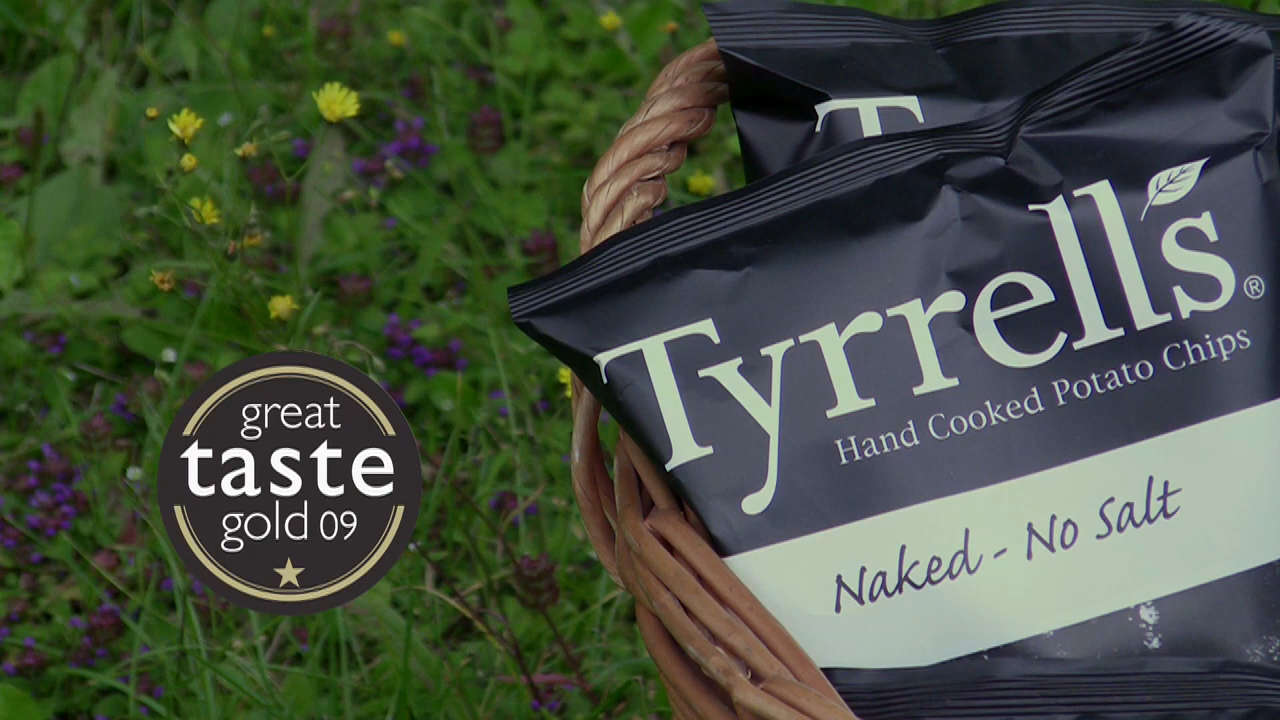 great
taste
gold 09
T
Tyrrells®
Hand Cooked Potato Chips
Naked - No Salt